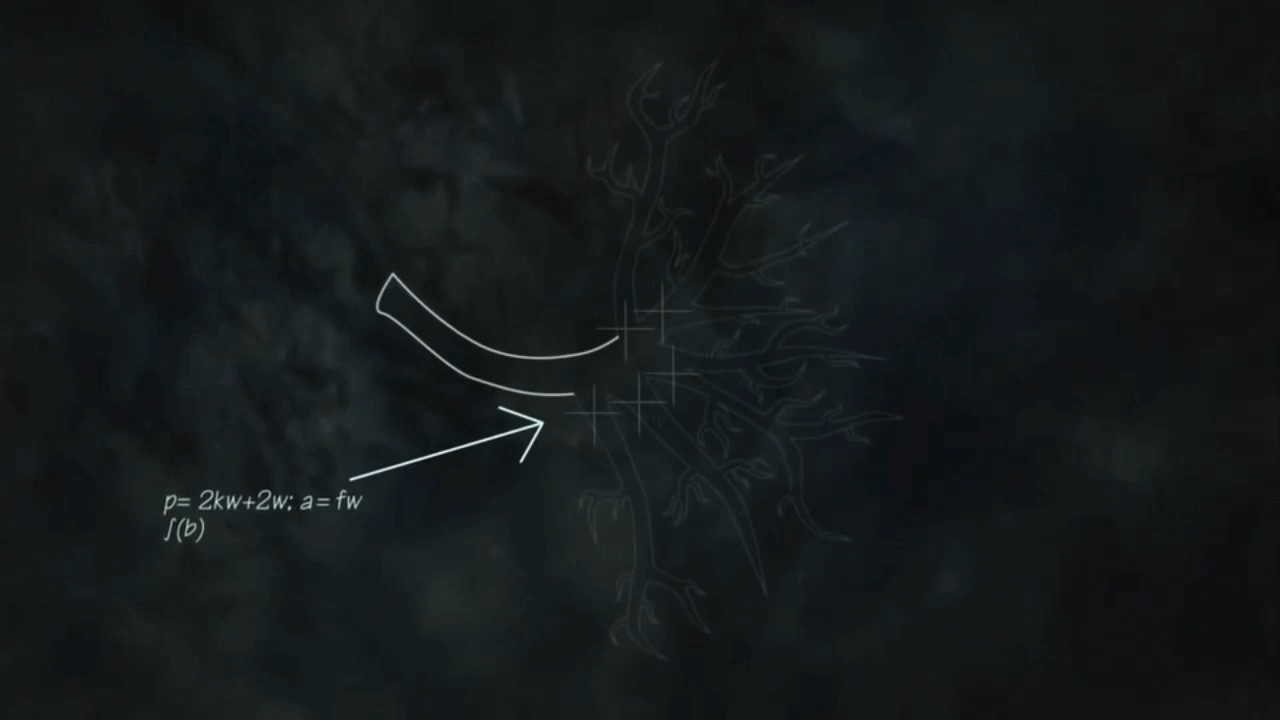 p= 2kw+2w; a= fw
∫(b)